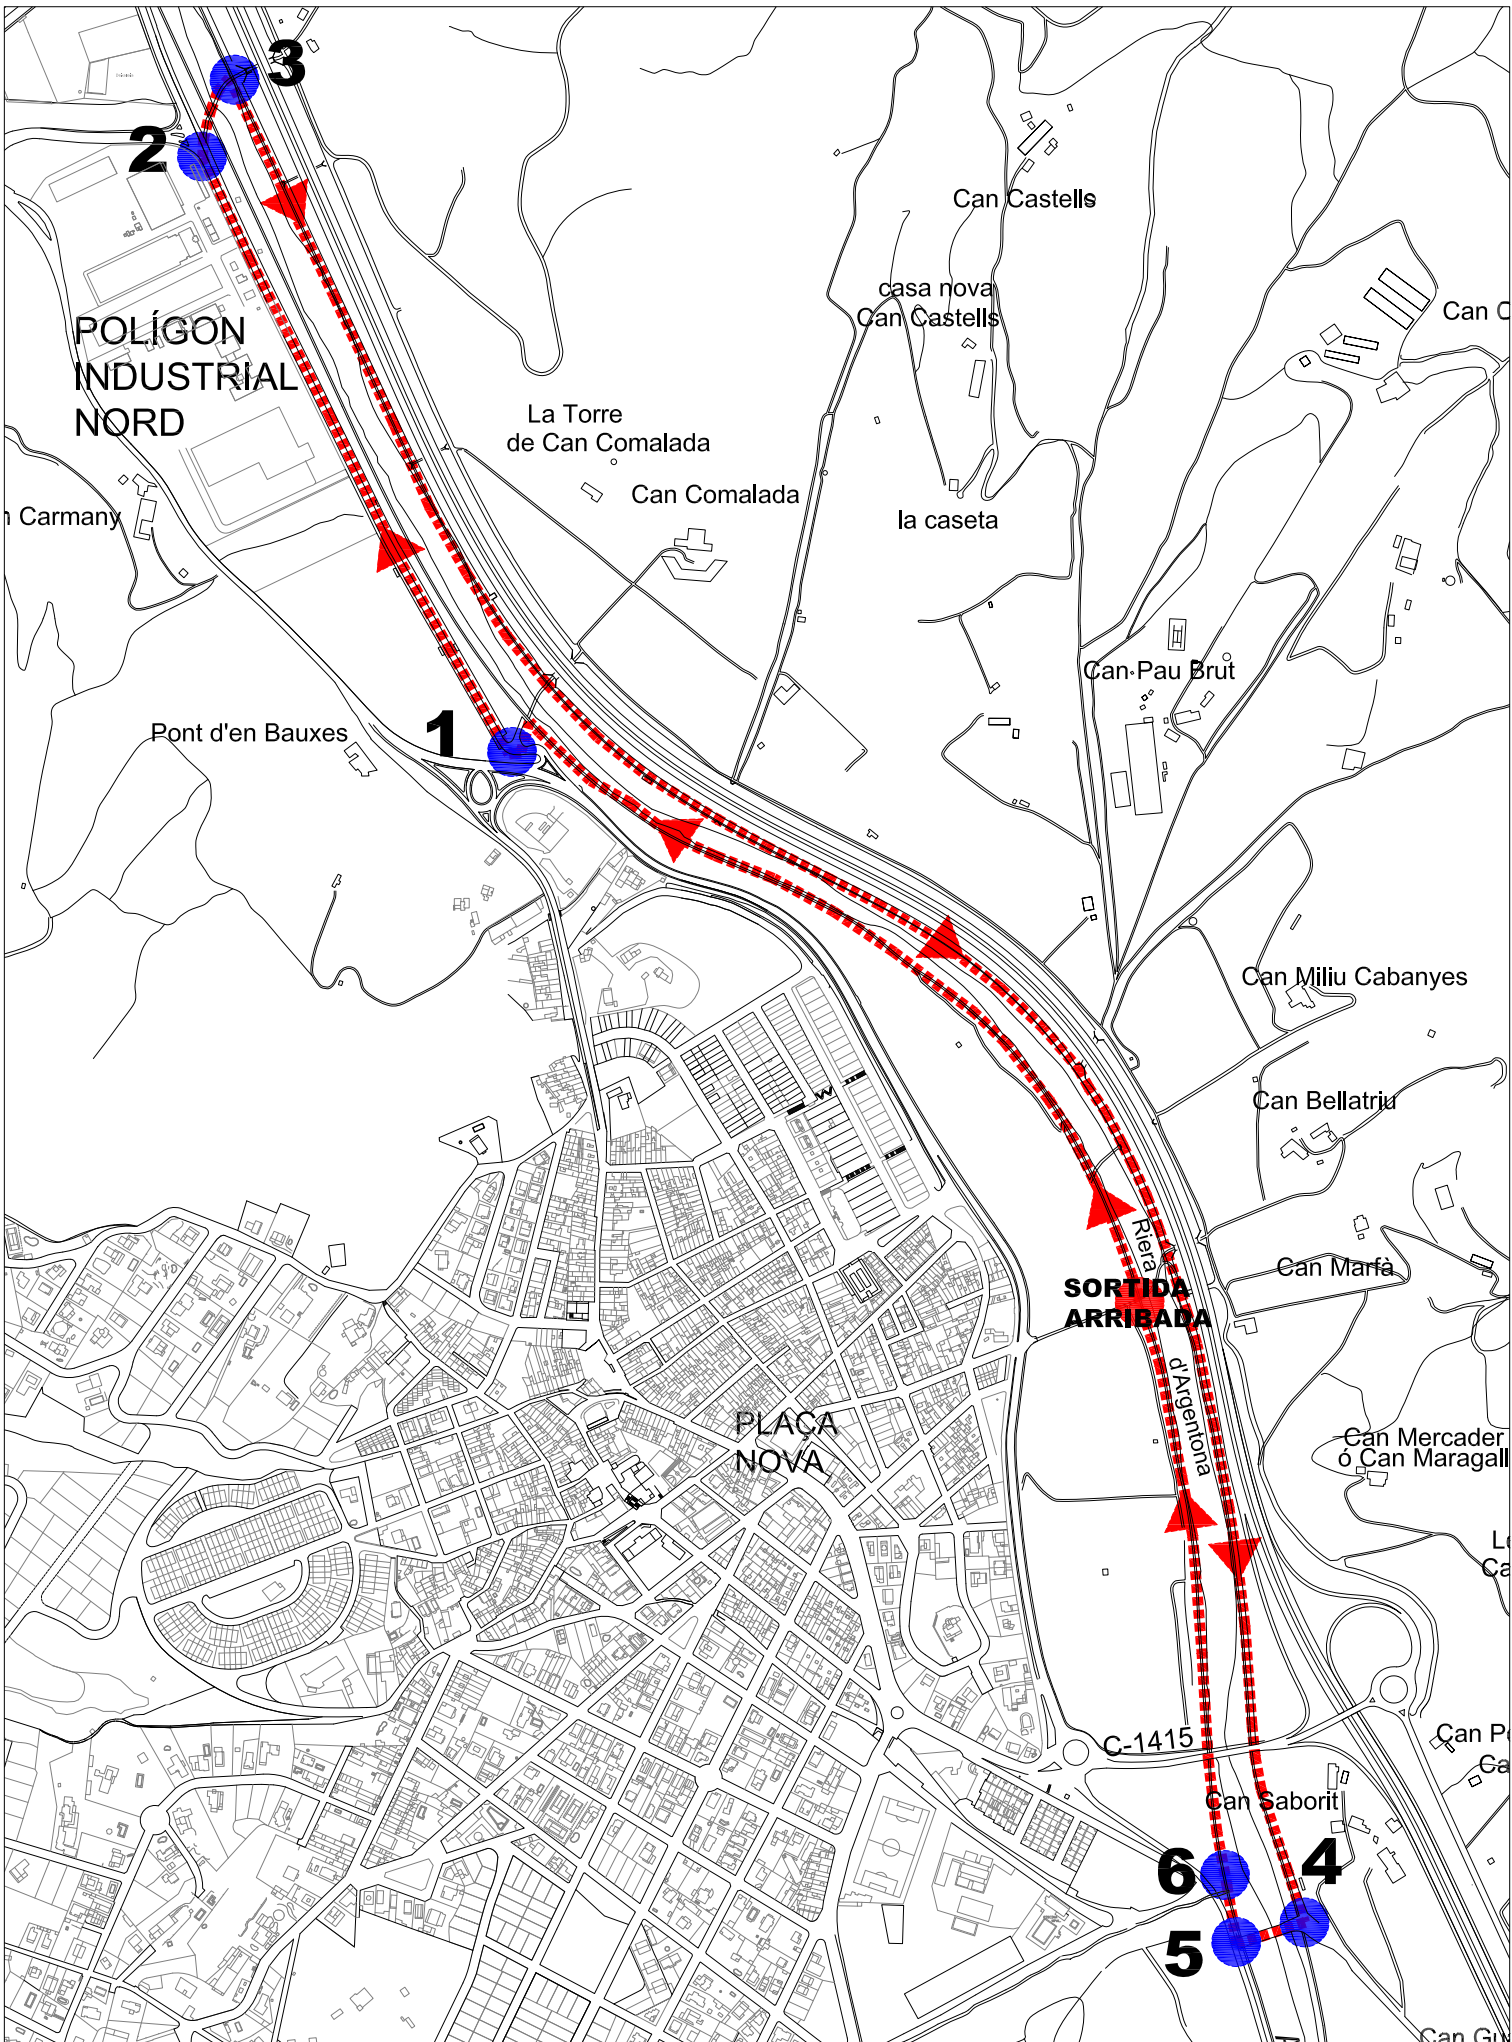 3
2
Can Castells
casa nova
Can Castells
POLÍGON
INDUSTRIAL
NORD
La Torre
de Can Comalada
Can Comalada
la caseta
Carmany
Can Pau Brut
1
Pont d'en Bauxes
Can Miliu Cabanyes
Can Bellatriu
Riera
Can Marfà
SORTIDA
ARRIBADA
d'Argentona
PLAÇA
NOVA
Can Mercader
ó Can Maragall
C-1415
Can Saborit
6
4
5